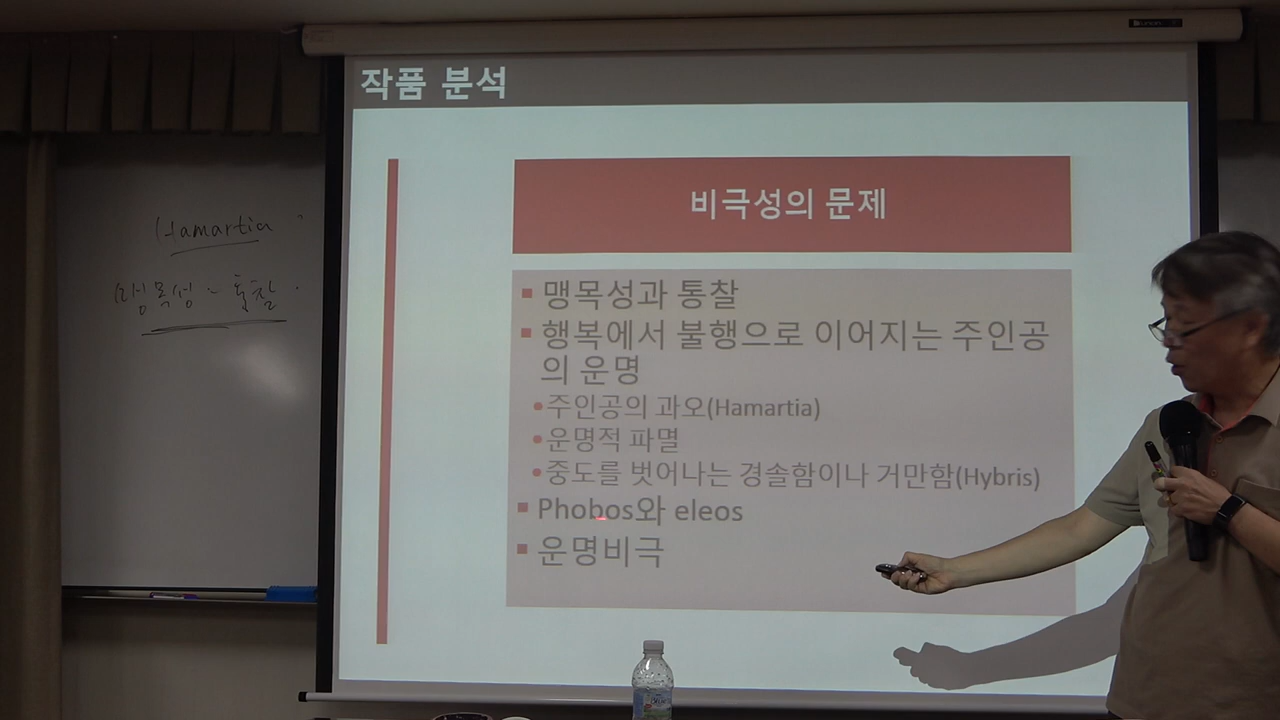 작품 분석
비극성의 문제
▪ 맹목성과 통찰
▪ 행복에서 불행으로 이어지는 주인공
의 운명
• 주인공의 과오(Hamartia)
• 운명적 파멸
• 중도를 벗어나는 경솔함이나 거만함(Hybris)
▪ Phobos와 eleos
▪ 운명비극
Hamartia
맹목성 ~ 통찰